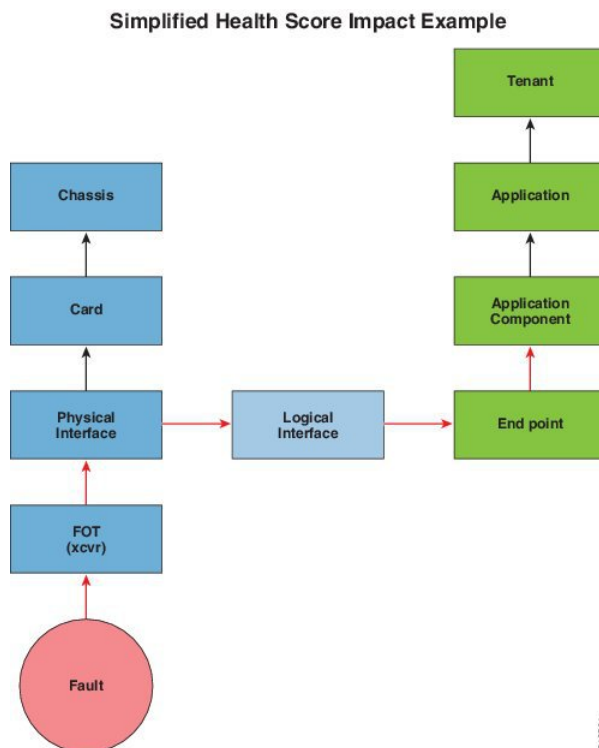 Simplified Health Score Impact Example
Tenant
Chassis
Application
Card
Application
Component
Physical
Interface
Logical
Interface
End point
FOT
(xcvr)
Fault